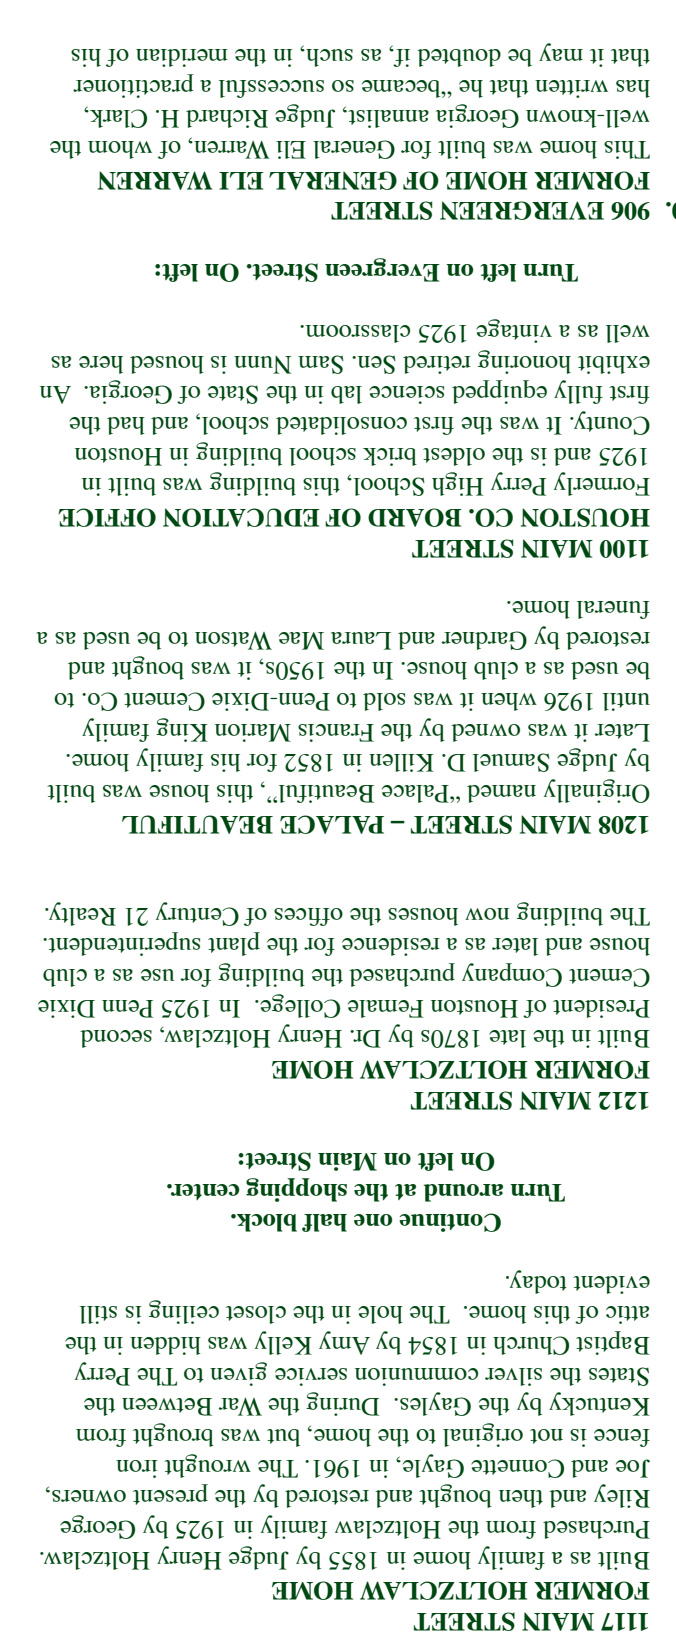 1117 MAIN STREET
FORMER HOLTZCLAW HOME
Built as a family home in 1855 by Judge Henry Holtzclaw.
Purchased from the Holtzclaw family in 1925 by George
Riley and then bought and restored by the present owners,
Joe and Connette Gayle, in 1961. The wrought iron
fence is not original to the home, but was brought from
Kentucky by the Gayles.  During the War Between the
States the silver communion service given to The Perry
Baptist Church in 1854 by Amy Kelly was hidden in the
attic of this home.  The hole in the closet ceiling is still
evident today.
Continue one half block.
Turn around at the shopping center.
On left on Main Street:
1212 MAIN STREET
FORMER HOLTZCLAW HOME
Built in the late 1870s by Dr. Henry Holtzclaw, second
President of Houston Female College.  In 1925 Penn Dixie
Cement Company purchased the building for use as a club
house and later as a residence for the plant superintendent.
The building now houses the offices of Century 21 Realty.
1208 MAIN STREET – PALACE BEAUTIFUL
Originally named “Palace Beautiful”, this house was built
by Judge Samuel D. Killen in 1852 for his family home.
Later it was owned by the Francis Marion King family
until 1926 when it was sold to Penn-Dixie Cement Co. to
be used as a club house. In the 1950s, it was bought and
restored by Gardner and Laura Mae Watson to be used as a
funeral home.
1100 MAIN STREET
HOUSTON CO. BOARD OF EDUCATION OFFICE
Formerly Perry High School, this building was built in
1925 and is the oldest brick school building in Houston
County. It was the first consolidated school, and had the
first fully equipped science lab in the State of Georgia.  An
exhibit honoring retired Sen. Sam Nunn is housed here as
well as a vintage 1925 classroom.
Turn left on Evergreen Street. On left:
906 EVERGREEN STREET
FORMER HOME OF GENERAL ELI WARREN
This home was built for General Eli Warren, of whom the
well-known Georgia annalist, Judge Richard H. Clark,
has written that he “became so successful a practitioner
that it may be doubted if, as such, in the meridian of his